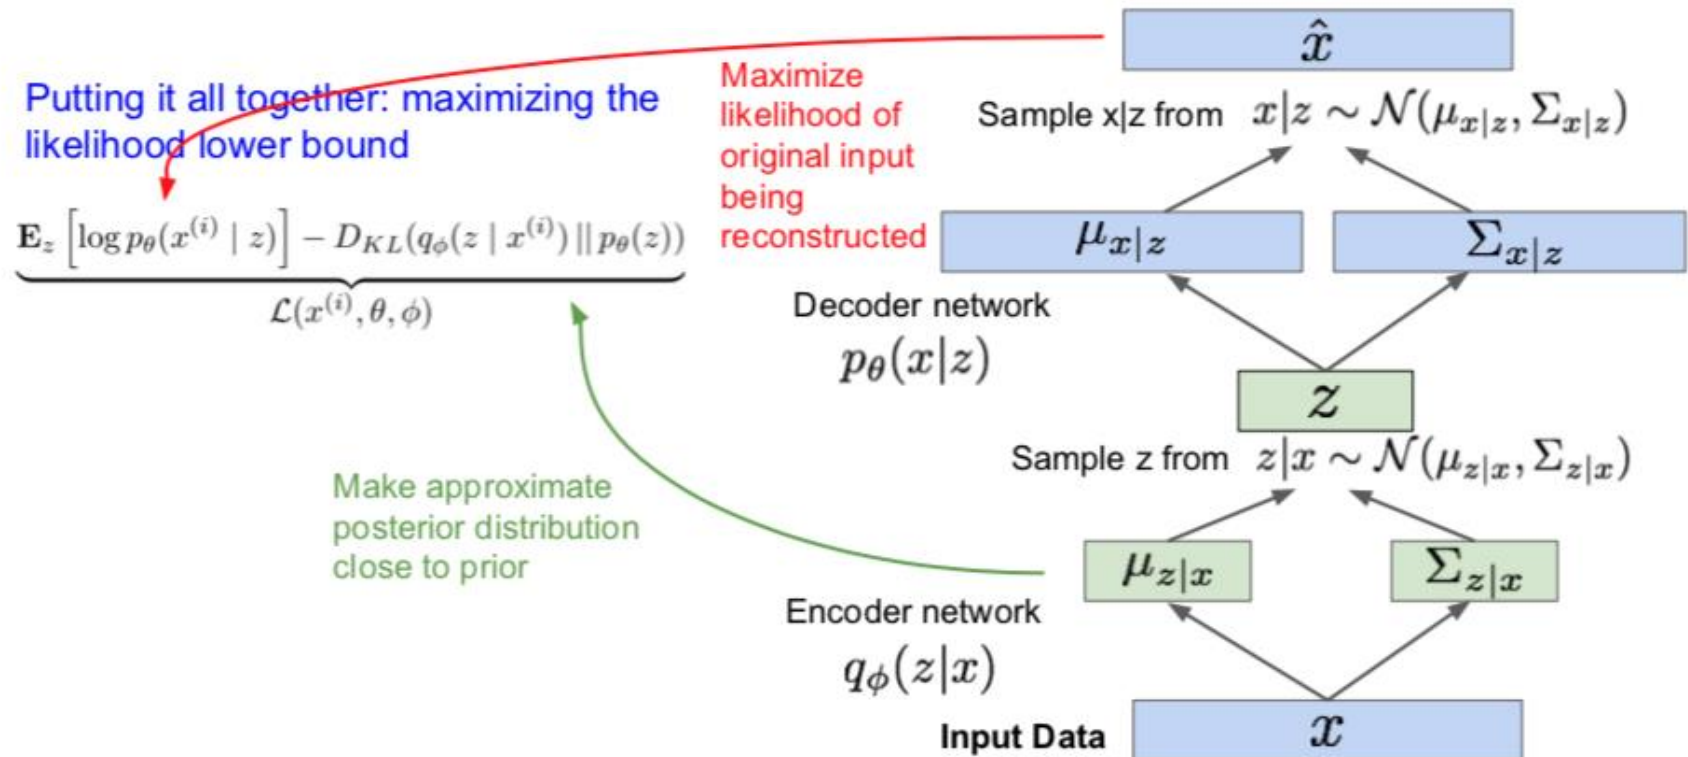 x̂
Putting it all together: maximizing the
likelihood lower bound
Maximize
likelihood of
original input
being
reconstructed
Sample x|z from x|z ∼ 𝒩(μ_{x|z}, Σ_{x|z})
E_z [log p_θ(x^{(i)} | z)] − D_{KL}(q_φ(z | x^{(i)}) || p_θ(z))
ℒ(x^{(i)}, θ, φ)
μ_{x|z}
Σ_{x|z}
Decoder network
p_θ(x|z)
z
Sample z from z|x ∼ 𝒩(μ_{z|x}, Σ_{z|x})
Make approximate
posterior distribution
close to prior
μ_{z|x}
Σ_{z|x}
Encoder network
q_φ(z|x)
Input Data
x